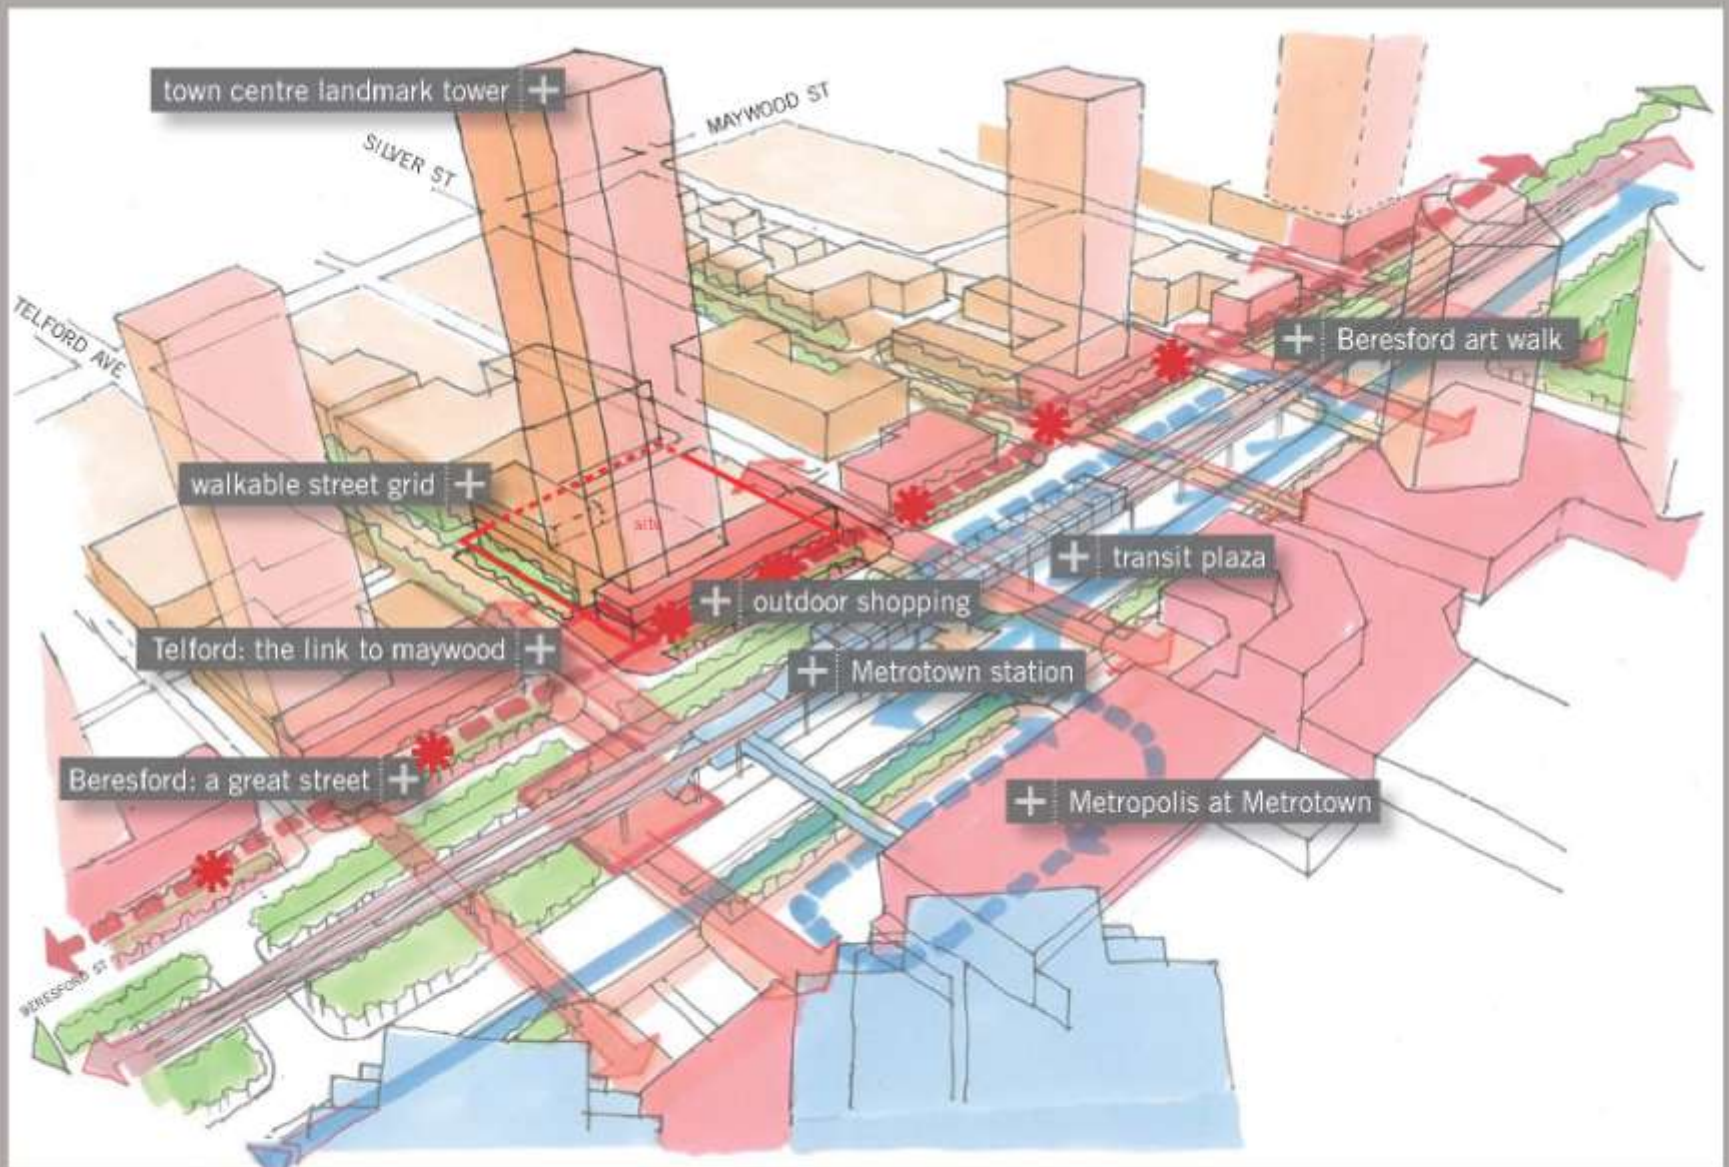 town centre landmark tower
MAYWOOD ST
SILVER ST
TELFORD AVE
Beresford art walk
walkable street grid
site
transit plaza
outdoor shopping
Telford: the link to maywood
Metrotown station
Beresford: a great street
Metropolis at Metrotown
BERESFORD ST